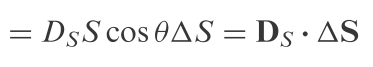 = D_S S cos θ ΔS = **D**_S · Δ**S**